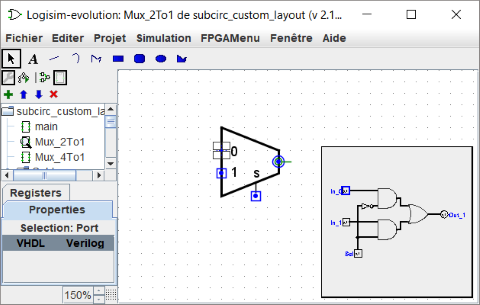 Logisim-evolution: Mux_2To1 de subcirc_custom_layout (v 2.1...
Fichier Editer Projet Simulation FPGAMenu Fenêtre Aide
A
subcirc_custom_la
main
Mux_2To1
Mux_4To1
Registers
Properties
Selection: Port
VHDL Verilog
150%
0
1 s
In_0
In_1
Sel
Out_1